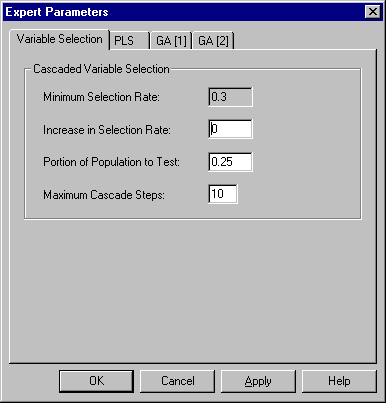 Expert Parameters
Variable Selection PLS GA [1] GA [2]
Cascaded Variable Selection
Minimum Selection Rate: 0.3
Increase in Selection Rate: 0
Portion of Population to Test: 0.25
Maximum Cascade Steps: 10
OK Cancel Apply Help